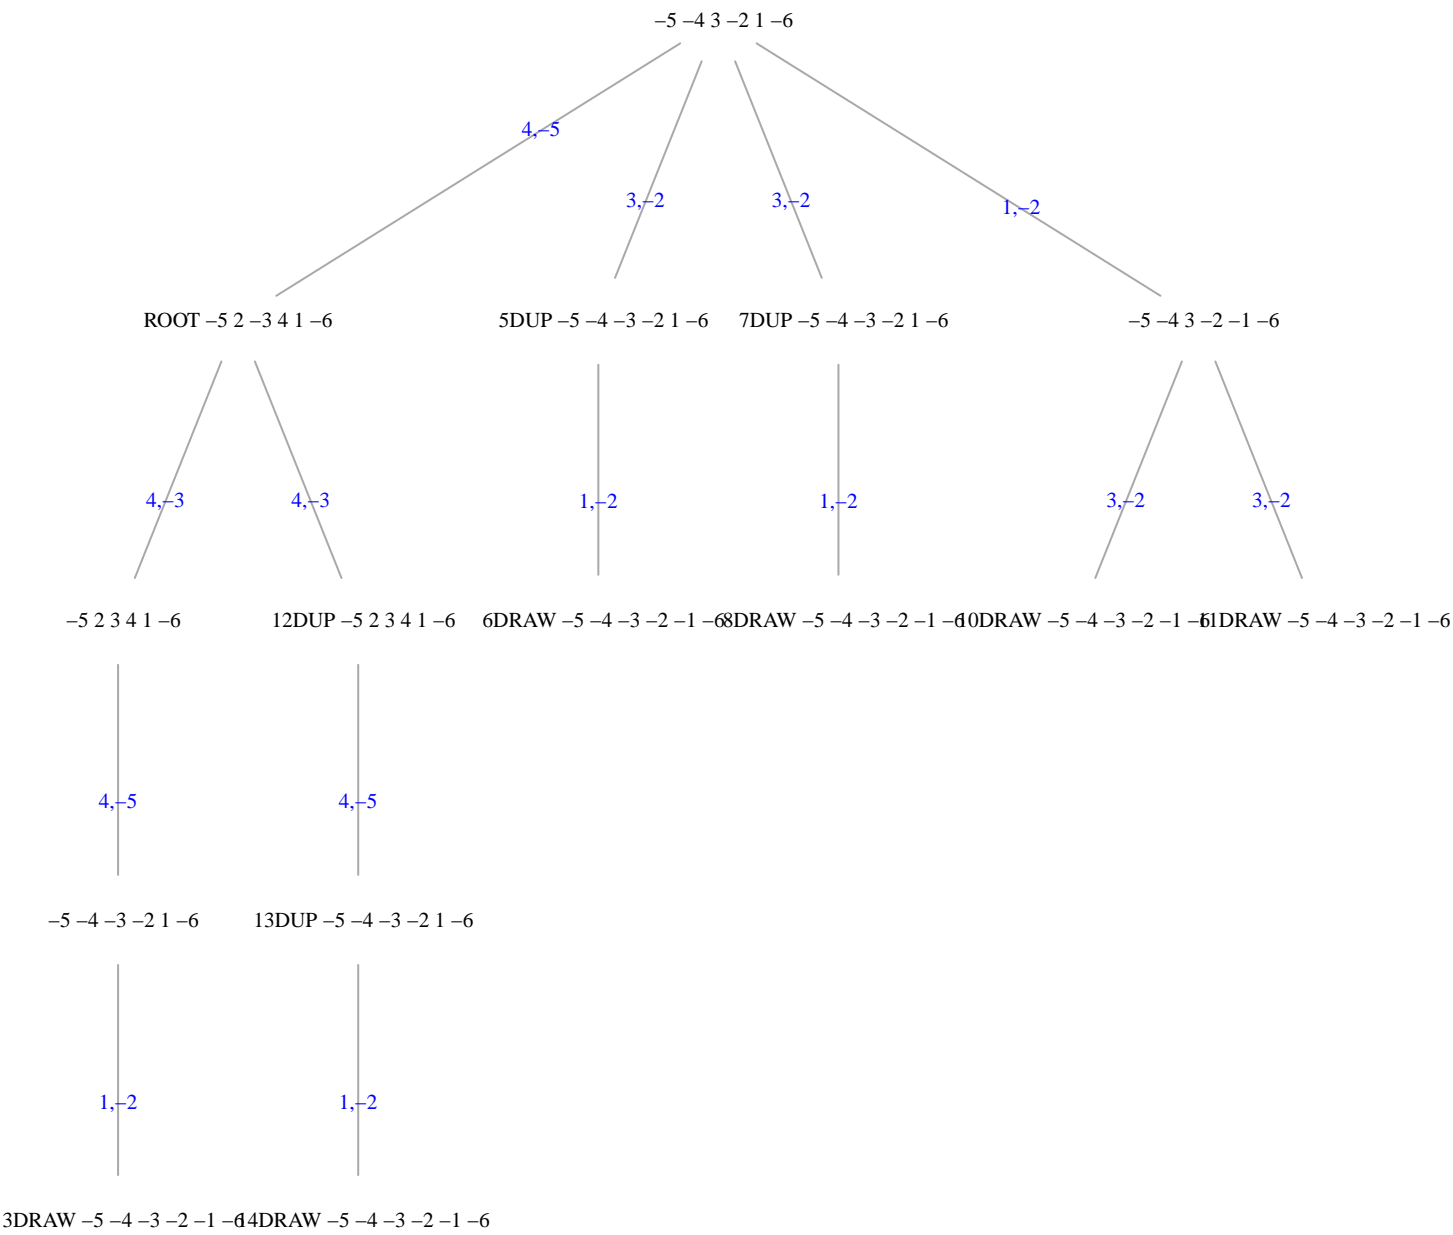 –5 –4 3 –2 1 –6
4,–5
3,–2
3,–2
1,–2
ROOT –5 2 –3 4 1 –6
5DUP –5 –4 –3 –2 1 –6
7DUP –5 –4 –3 –2 1 –6
–5 –4 3 –2 –1 –6
4,–3
4,–3
1,–2
1,–2
3,–2
3,–2
–5 2 3 4 1 –6
12DUP –5 2 3 4 1 –6
6DRAW –5 –4 –3 –2 –1 –6
8DRAW –5 –4 –3 –2 –1 –6
10DRAW –5 –4 –3 –2 –1 –6
11DRAW –5 –4 –3 –2 –1 –6
4,–5
4,–5
–5 –4 –3 –2 1 –6
13DUP –5 –4 –3 –2 1 –6
1,–2
1,–2
3DRAW –5 –4 –3 –2 –1 –6
14DRAW –5 –4 –3 –2 –1 –6